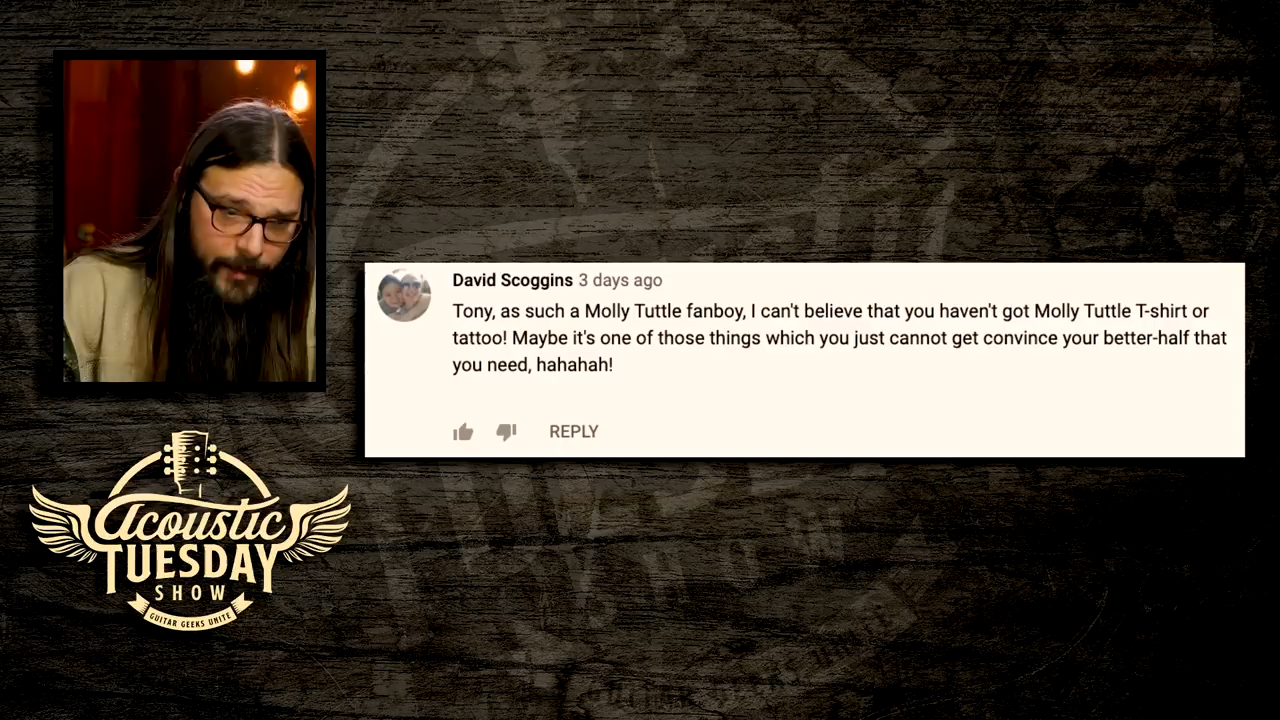 David Scoggins 3 days ago
Tony, as such a Molly Tuttle fanboy, I can't believe that you haven't got Molly Tuttle T-shirt or
tattoo! Maybe it's one of those things which you just cannot get convince your better-half that
you need, hahahah!
REPLY
Acoustic
TUESDAY
SHOW
GUITAR GEEKS UNITE